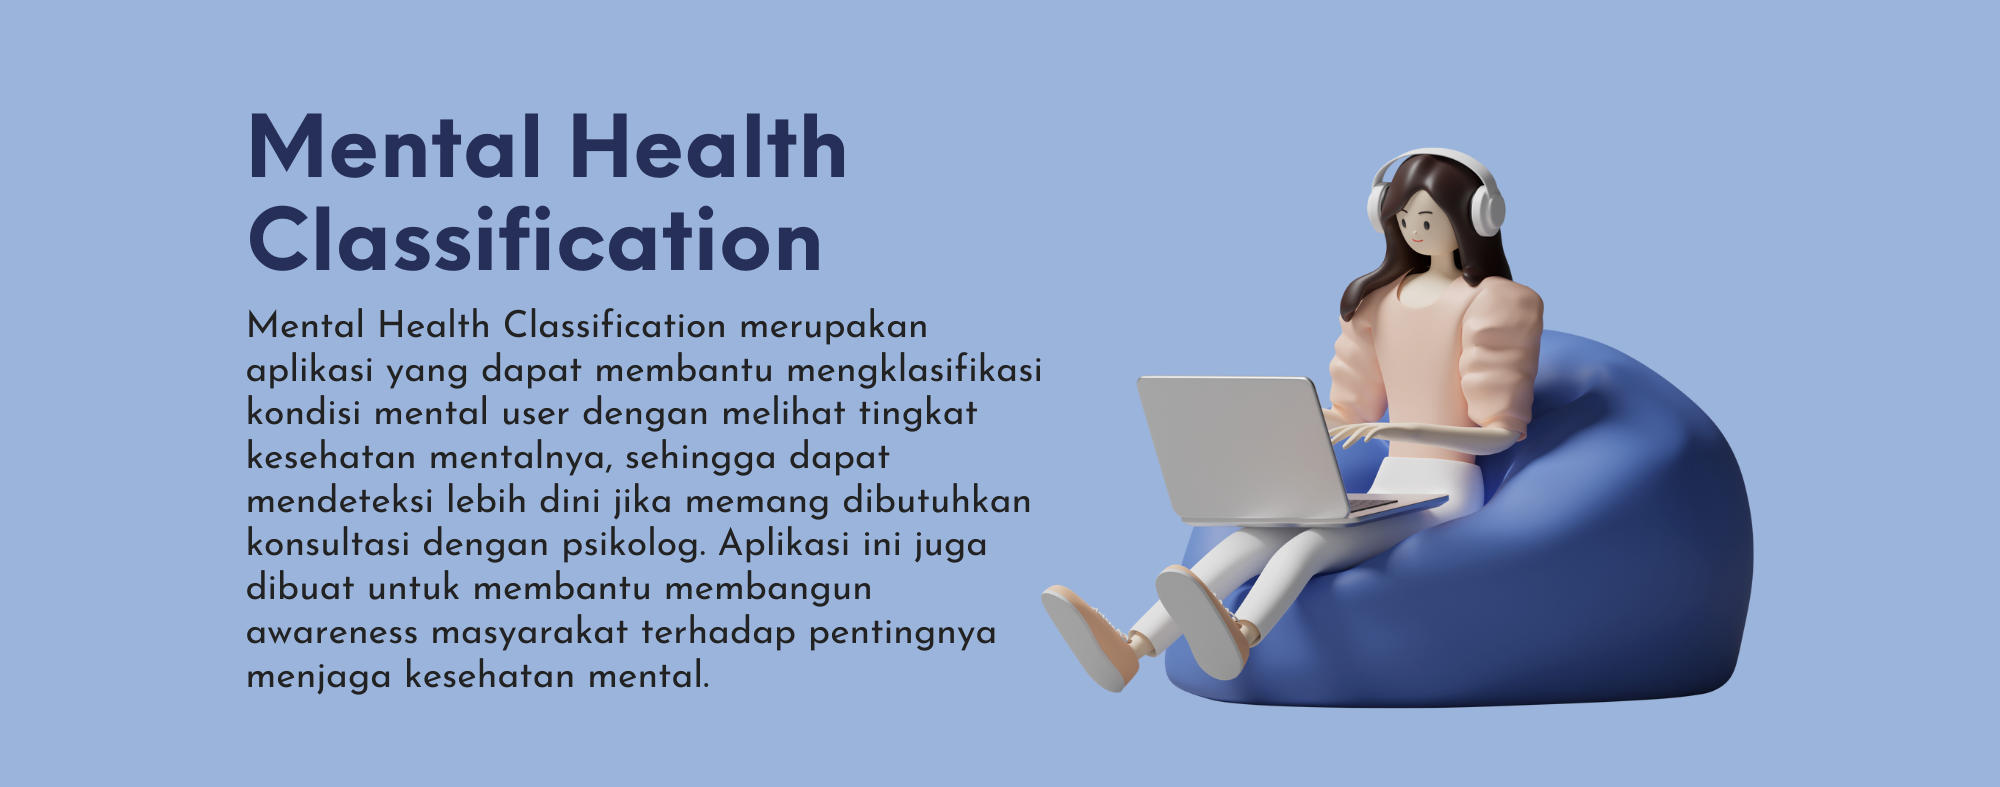 Mental Health
Classification
Mental Health Classification merupakan
aplikasi yang dapat membantu mengklasifikasi
kondisi mental user dengan melihat tingkat
kesehatan mentalnya, sehingga dapat
mendeteksi lebih dini jika memang dibutuhkan
konsultasi dengan psikolog. Aplikasi ini juga
dibuat untuk membantu membangun
awareness masyarakat terhadap pentingnya
menjaga kesehatan mental.